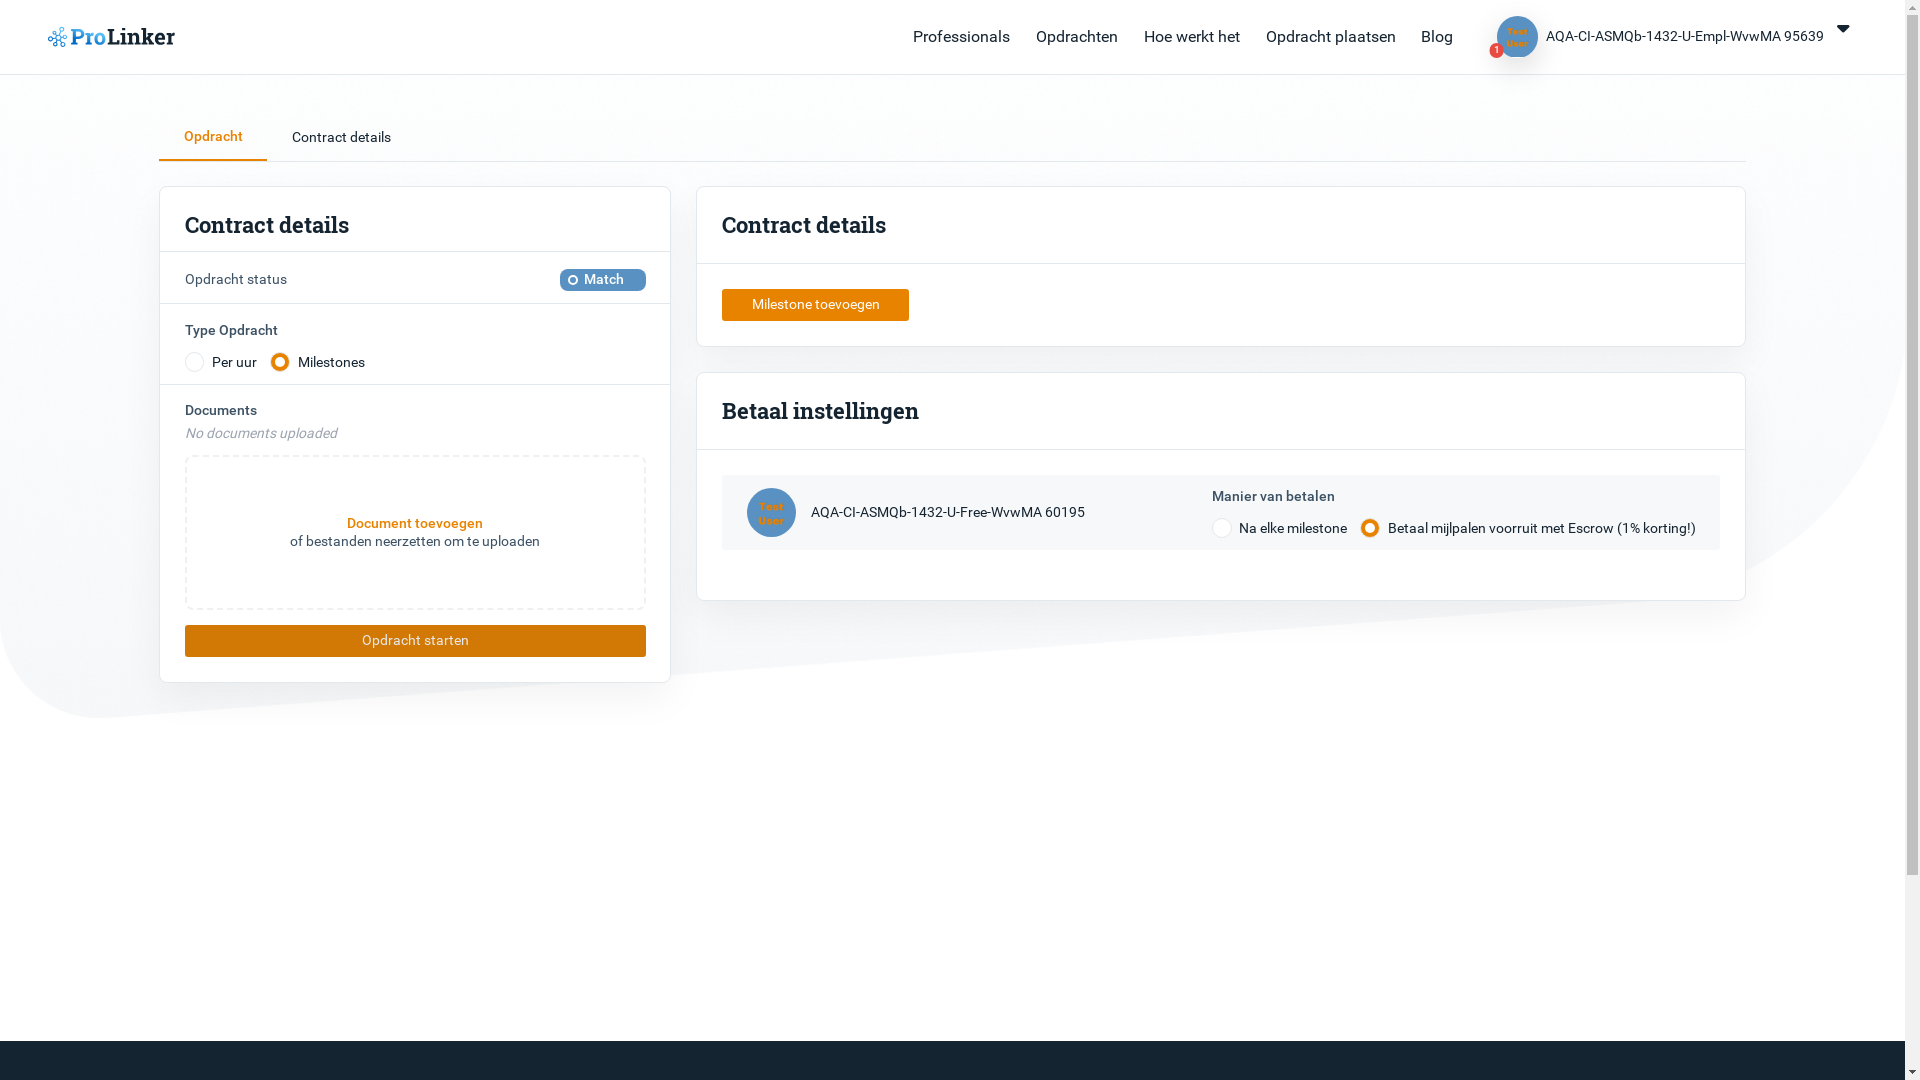 ProLinker
Professionals
Opdrachten
Hoe werkt het
Opdracht plaatsen
Blog
Test
User
1
AQA-CI-ASMQb-1432-U-Empl-WvwMA 95639
Opdracht
Contract details
Contract details
Opdracht status
Match
Type Opdracht
Per uur
Milestones
Documents
No documents uploaded
Document toevoegen
of bestanden neerzetten om te uploaden
Opdracht starten
Contract details
Milestone toevoegen
Betaal instellingen
Test
User
AQA-CI-ASMQb-1432-U-Free-WvwMA 60195
Manier van betalen
Na elke milestone
Betaal mijlpalen voorruit met Escrow (1% korting!)